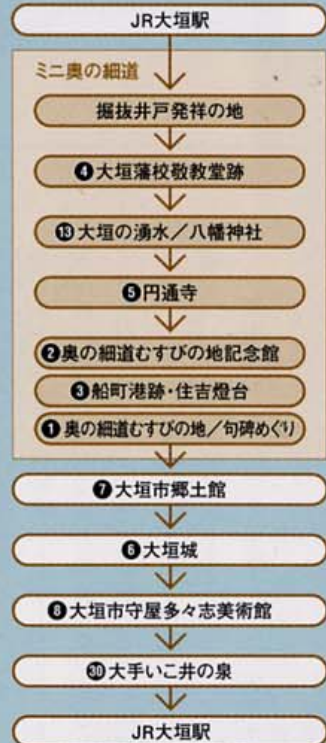 JR大垣駅
ミニ奥の細道
掘抜井戸発祥の地
❹大垣藩校敬教堂跡
⓭大垣の湧水／八幡神社
❺円通寺
❷奥の細道むすびの地記念館
❸船町港跡・住吉燈台
❶奥の細道むすびの地／句碑めぐり
❼大垣市郷土館
❻大垣城
❽大垣市守屋多々志美術館
㉚大手いこ井の泉
JR大垣駅